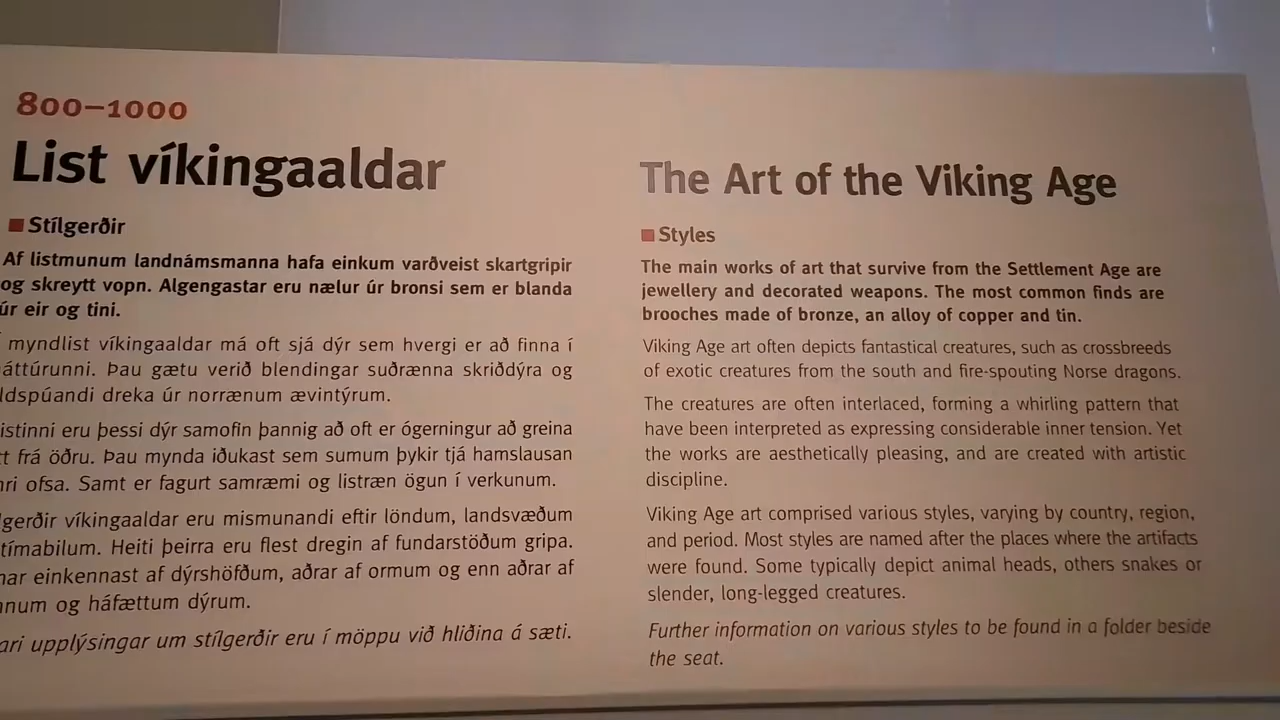 800–1000
List víkingaaldar
Stílgerðir
Af listmunum landnámsmanna hafa einkum varðveist skartgripir
og skreytt vopn. Algengastar eru nælur úr bronsi sem er blanda
úr eir og tini.
myndlist víkingaaldar má oft sjá dýr sem hvergi er að finna í
áttúrunni. Þau gætu verið blendingar suðrænna skriðdýra og
ldspúandi dreka úr norrænum ævintýrum.
istinni eru þessi dýr samofin þannig að oft er ógerningur að greina
tt frá öðru. Þau mynda iðukast sem sumum þykir tjá hamslausan
nri ofsa. Samt er fagurt samræmi og listræn ögun í verkunum.
lgerðir víkingaaldar eru mismunandi eftir löndum, landsvæðum
tímabilum. Heiti þeirra eru flest dregin af fundarstöðum gripa.
nar einkennast af dýrshöfðum, aðrar af ormum og enn aðrar af
nnum og háfættum dýrum.
ari upplýsingar um stílgerðir eru í möppu við hliðina á sæti.
The Art of the Viking Age
Styles
The main works of art that survive from the Settlement Age are
jewellery and decorated weapons. The most common finds are
brooches made of bronze, an alloy of copper and tin.
Viking Age art often depicts fantastical creatures, such as crossbreeds
of exotic creatures from the south and fire-spouting Norse dragons.
The creatures are often interlaced, forming a whirling pattern that
have been interpreted as expressing considerable inner tension. Yet
the works are aesthetically pleasing, and are created with artistic
discipline.
Viking Age art comprised various styles, varying by country, region,
and period. Most styles are named after the places where the artifacts
were found. Some typically depict animal heads, others snakes or
slender, long-legged creatures.
Further information on various styles to be found in a folder beside
the seat.